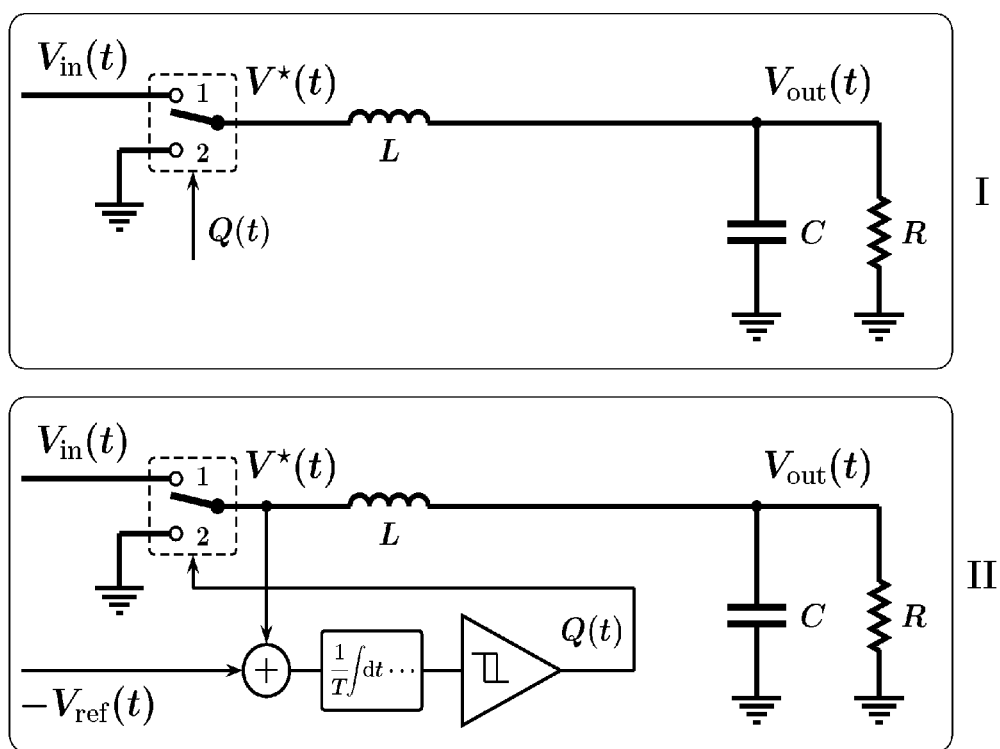 V_in(t)
1
V*(t)
V_out(t)
L
2
Q(t)
C
R
I
V_in(t)
1
V*(t)
V_out(t)
L
2
C
R
II
Q(t)
+
1/T ∫dt ⋯
−V_ref(t)